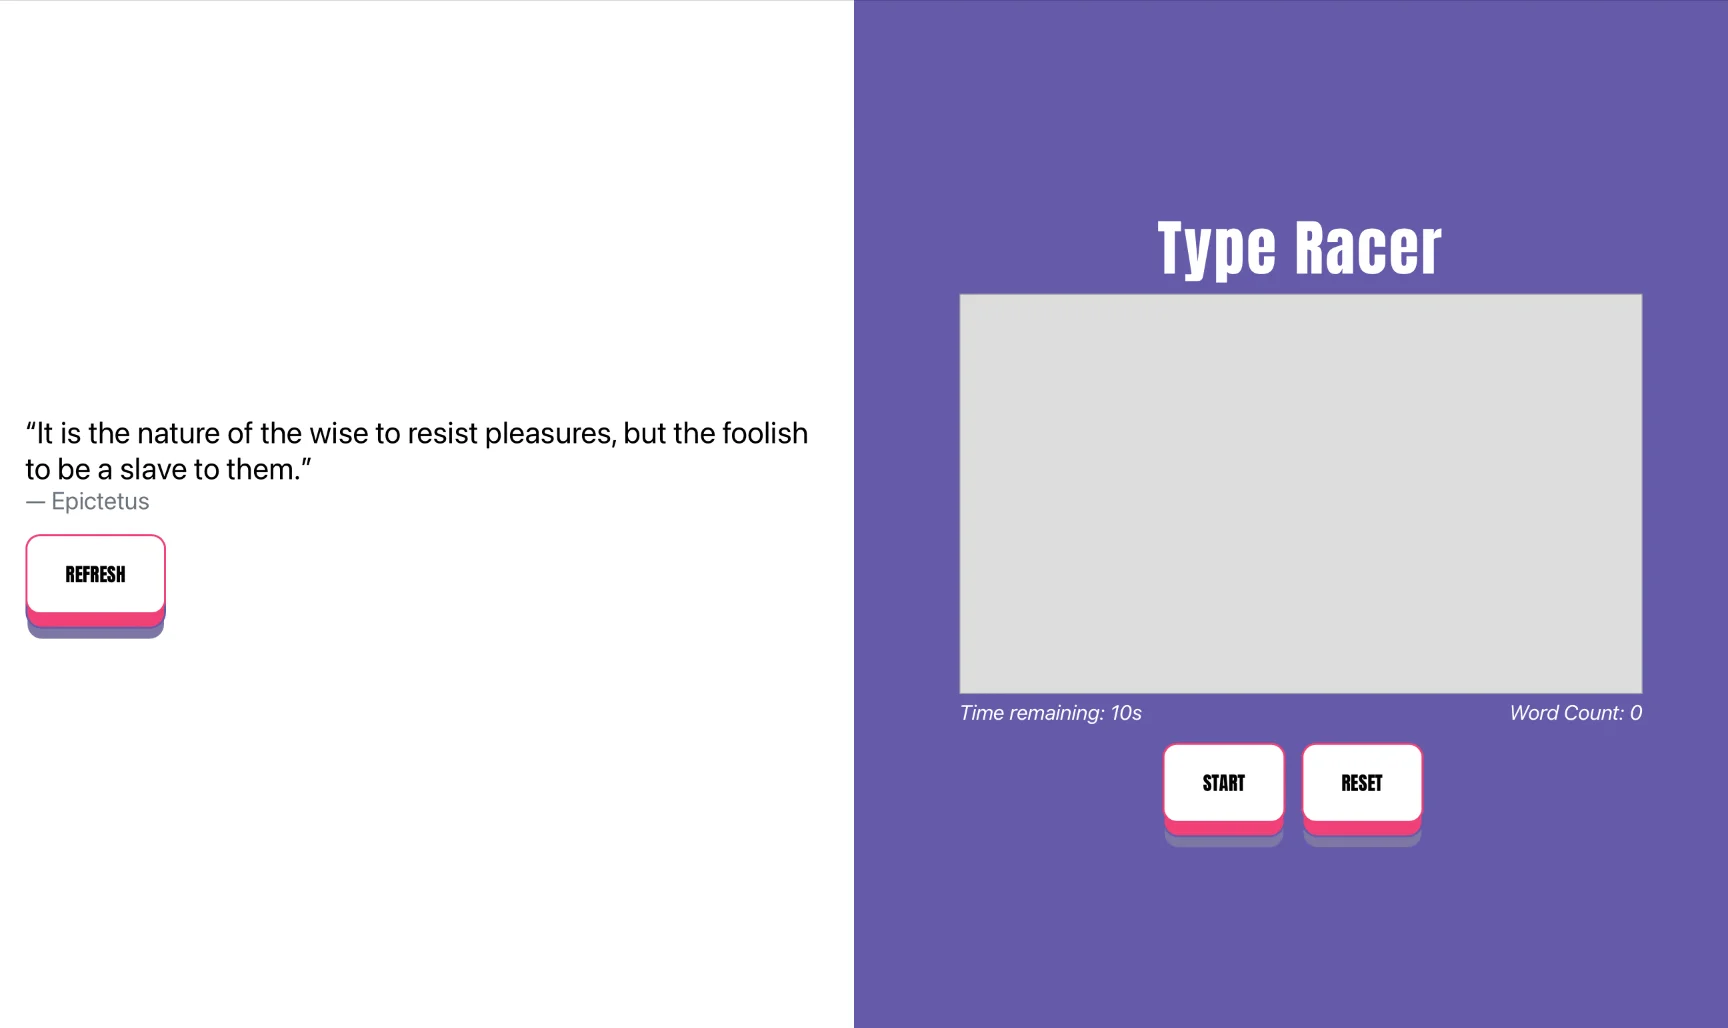 “It is the nature of the wise to resist pleasures, but the foolish
to be a slave to them.”
— Epictetus
REFRESH
Type Racer
Time remaining: 10s
Word Count: 0
START
RESET